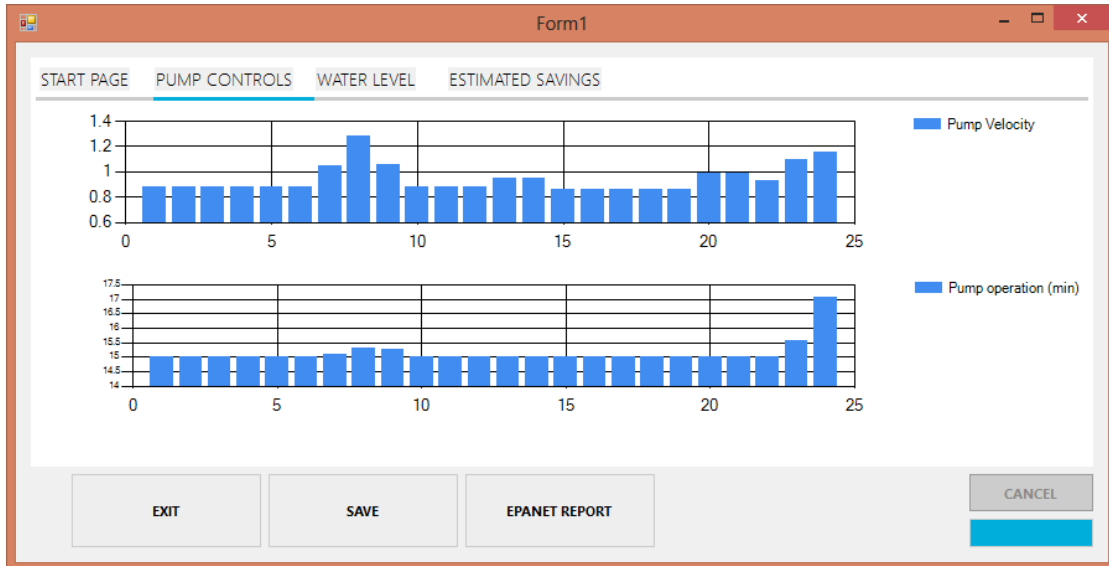 Form1
START PAGE PUMP CONTROLS WATER LEVEL ESTIMATED SAVINGS
1.4
1.2
1
0.8
0.6
0 5 10 15 20 25
Pump Velocity
17.5
17
16.5
16
15.5
15
14.5
14
0 5 10 15 20 25
Pump operation (min)
EXIT SAVE EPANET REPORT
CANCEL